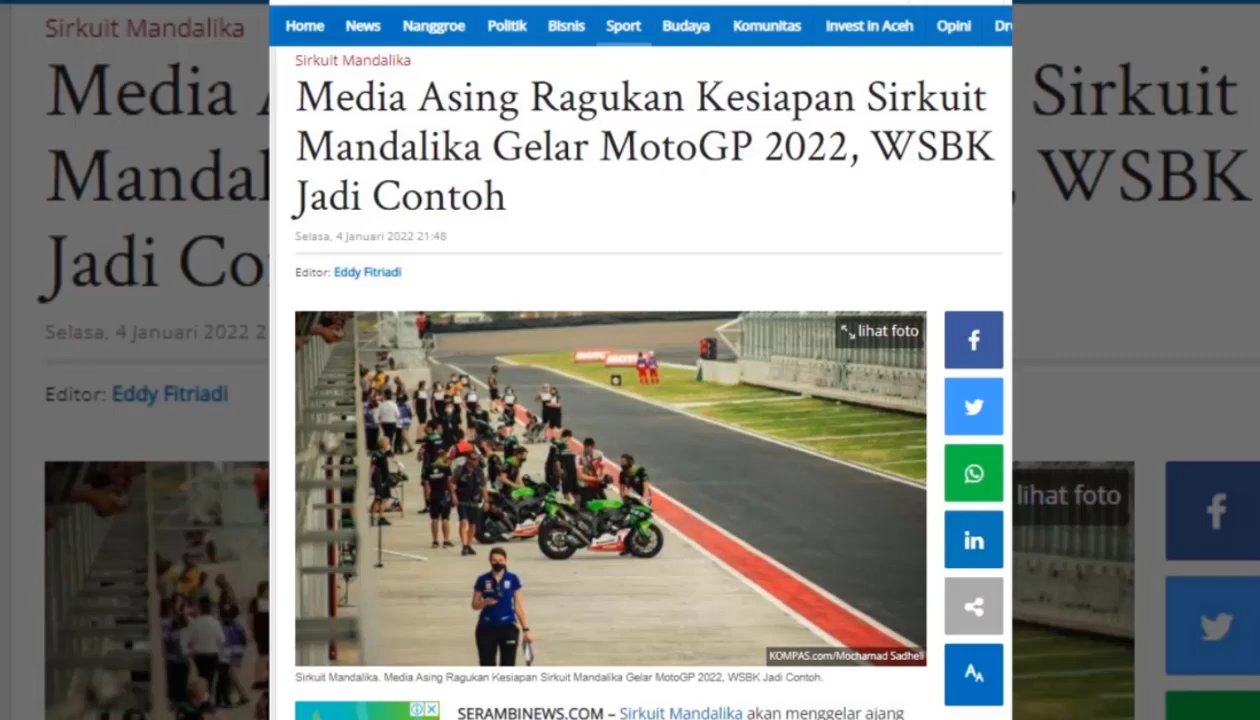 Home News Nanggroe Politik Bisnis Sport Budaya Komunitas Invest in Aceh Opini
Sirkuit Mandalika
Media Asing Ragukan Kesiapan Sirkuit
Mandalika Gelar MotoGP 2022, WSBK
Jadi Contoh
Selasa, 4 Januari 2022 21:48
Editor: Eddy Fitriadi
lihat foto
KOMPAS.com/Mochamad Sadheli
Sirkuit Mandalika. Media Asing Ragukan Kesiapan Sirkuit Mandalika Gelar MotoGP 2022, WSBK Jadi Contoh.
SERAMBINEWS.COM – Sirkuit Mandalika akan menggelar ajang
Sirkuit Mandalika
Media
Sirkuit
WSBK
Jadi
Selasa, 4 Januari 2022 2
Editor: Eddy Fitriadi
lihat foto